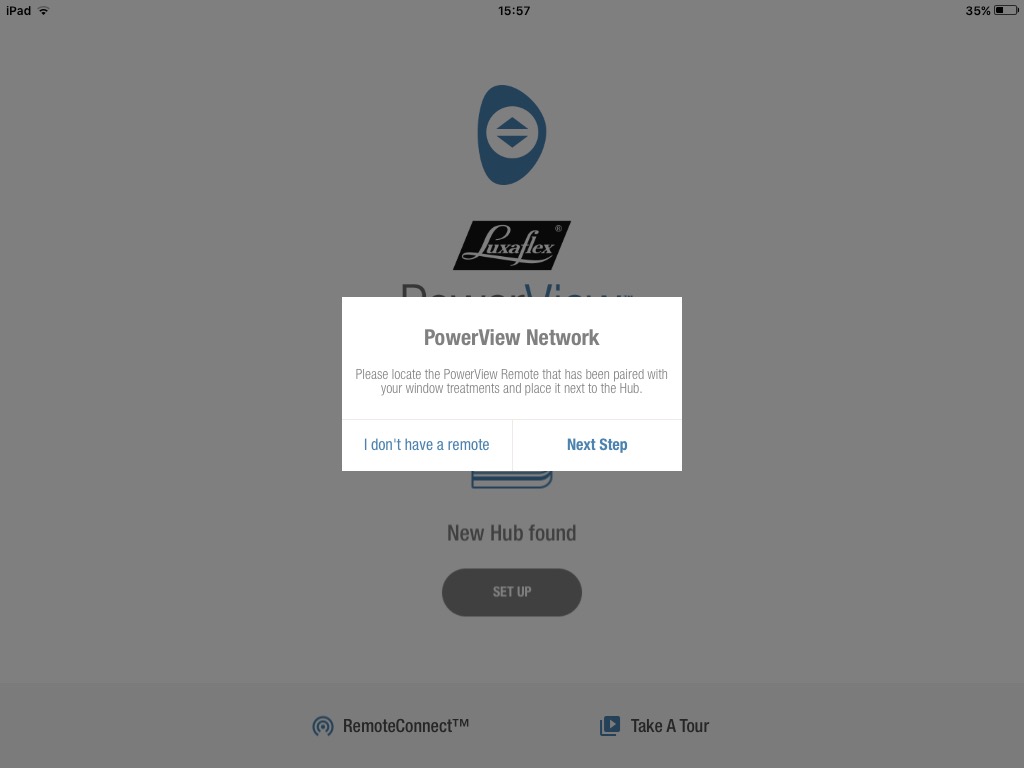 iPad 15:57 35%
Luxaflex®
PowerView™
PowerView Network
Please locate the PowerView Remote that has been paired with
your window treatments and place it next to the Hub.
I don't have a remote Next Step
New Hub found
SET UP
RemoteConnect™ Take A Tour